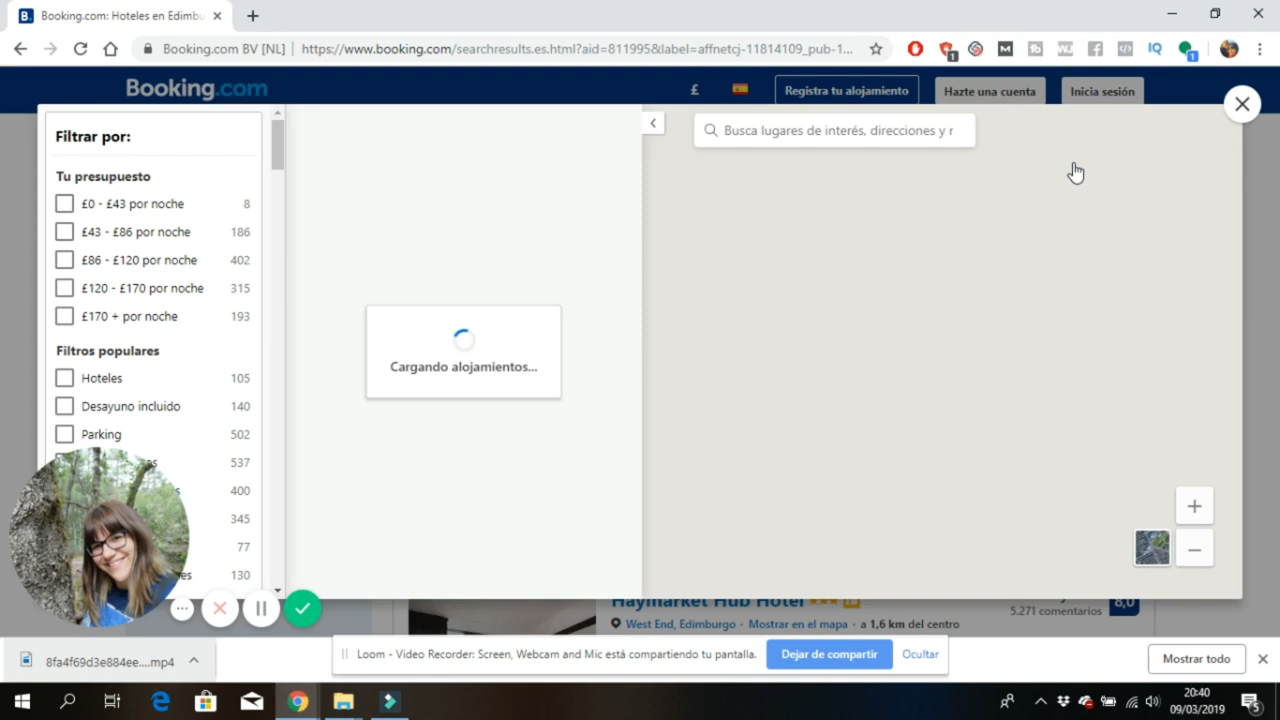 Booking.com: Hoteles en Edimbu
Booking.com BV [NL] | https://www.booking.com/searchresults.es.html?aid=811995&label=affnetcj-11814109_pub-1...
Booking.com
£
Registra tu alojamiento
Hazte una cuenta
Inicia sesión
Filtrar por:
Busca lugares de interés, direcciones y r
Tu presupuesto
£0 - £43 por noche 8
£43 - £86 por noche 186
£86 - £120 por noche 402
£120 - £170 por noche 315
£170 + por noche 193
Filtros populares
Hoteles 105
Desayuno incluido 140
Parking 502
537
400
345
77
es 130
Cargando alojamientos...
Haymarket Hub Hotel
5.271 comentarios
8,0
West End, Edimburgo · Mostrar en el mapa · a 1,6 km del centro
8fa4f69d3e884ee....mp4
Loom - Video Recorder: Screen, Webcam and Mic está compartiendo tu pantalla.
Dejar de compartir
Ocultar
Mostrar todo
20:40
09/03/2019